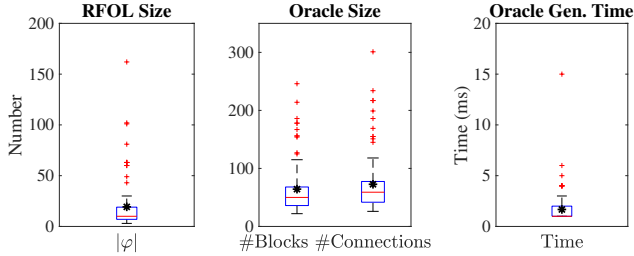 RFOL Size
Number
200
150
100
50
0
|φ|
Oracle Size
300
200
100
0
#Blocks #Connections
Oracle Gen. Time
Time (ms)
20
15
10
5
0
Time